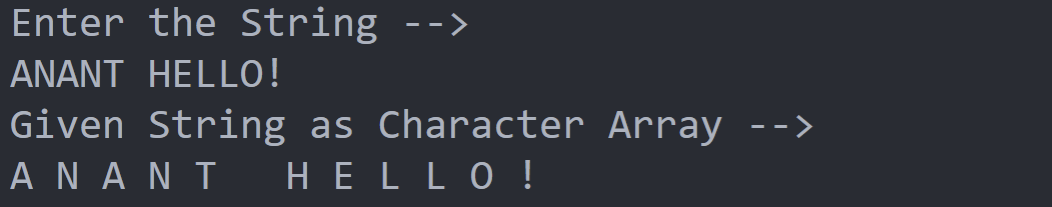 Enter the String -->
ANANT HELLO!
Given String as Character Array -->
A N A N T   H E L L O !